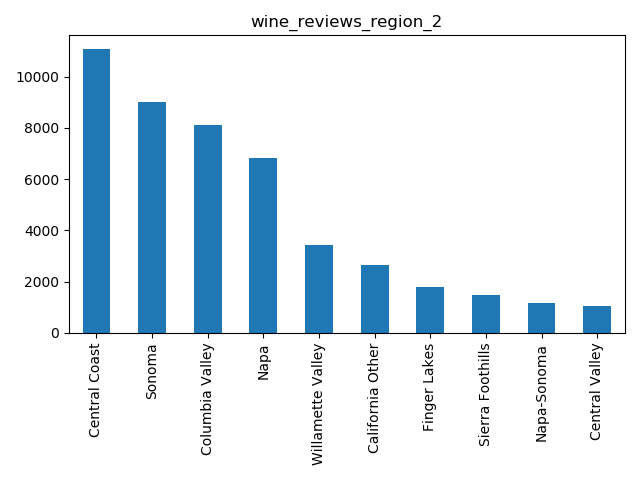 wine_reviews_region_2
10000
8000
6000
4000
2000
0
Central Coast
Sonoma
Columbia Valley
Napa
Willamette Valley
California Other
Finger Lakes
Sierra Foothills
Napa-Sonoma
Central Valley